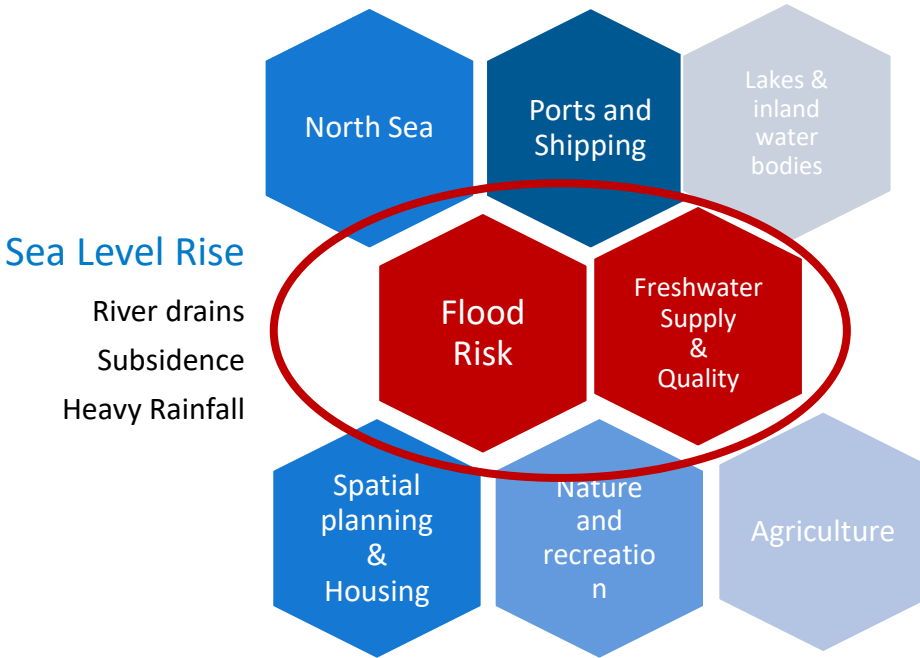 North Sea
Ports and
Shipping
Lakes &
inland
water
bodies
Sea Level Rise
River drains
Subsidence
Heavy Rainfall
Flood
Risk
Freshwater
Supply
&
Quality
Spatial
planning
&
Housing
Nature
and
recreatio
n
Agriculture